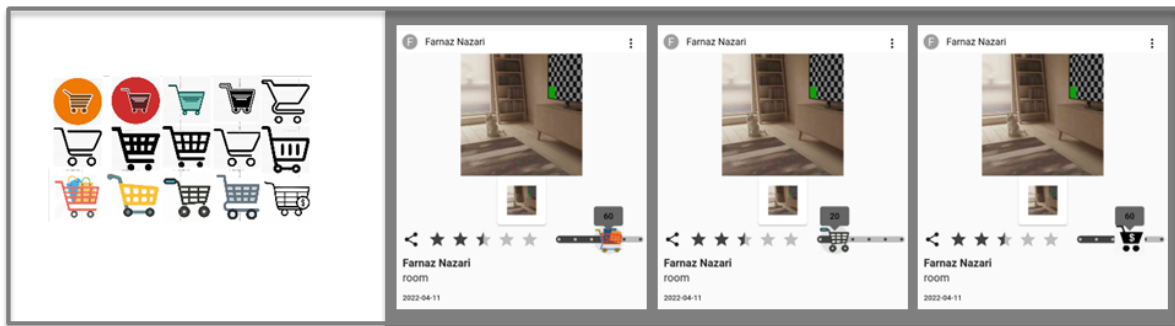 F Farnaz Nazari
60
Farnaz Nazari
room
2022-04-11
F Farnaz Nazari
20
Farnaz Nazari
room
2022-04-11
F Farnaz Nazari
60
$
Farnaz Nazari
room
2022-04-11
$